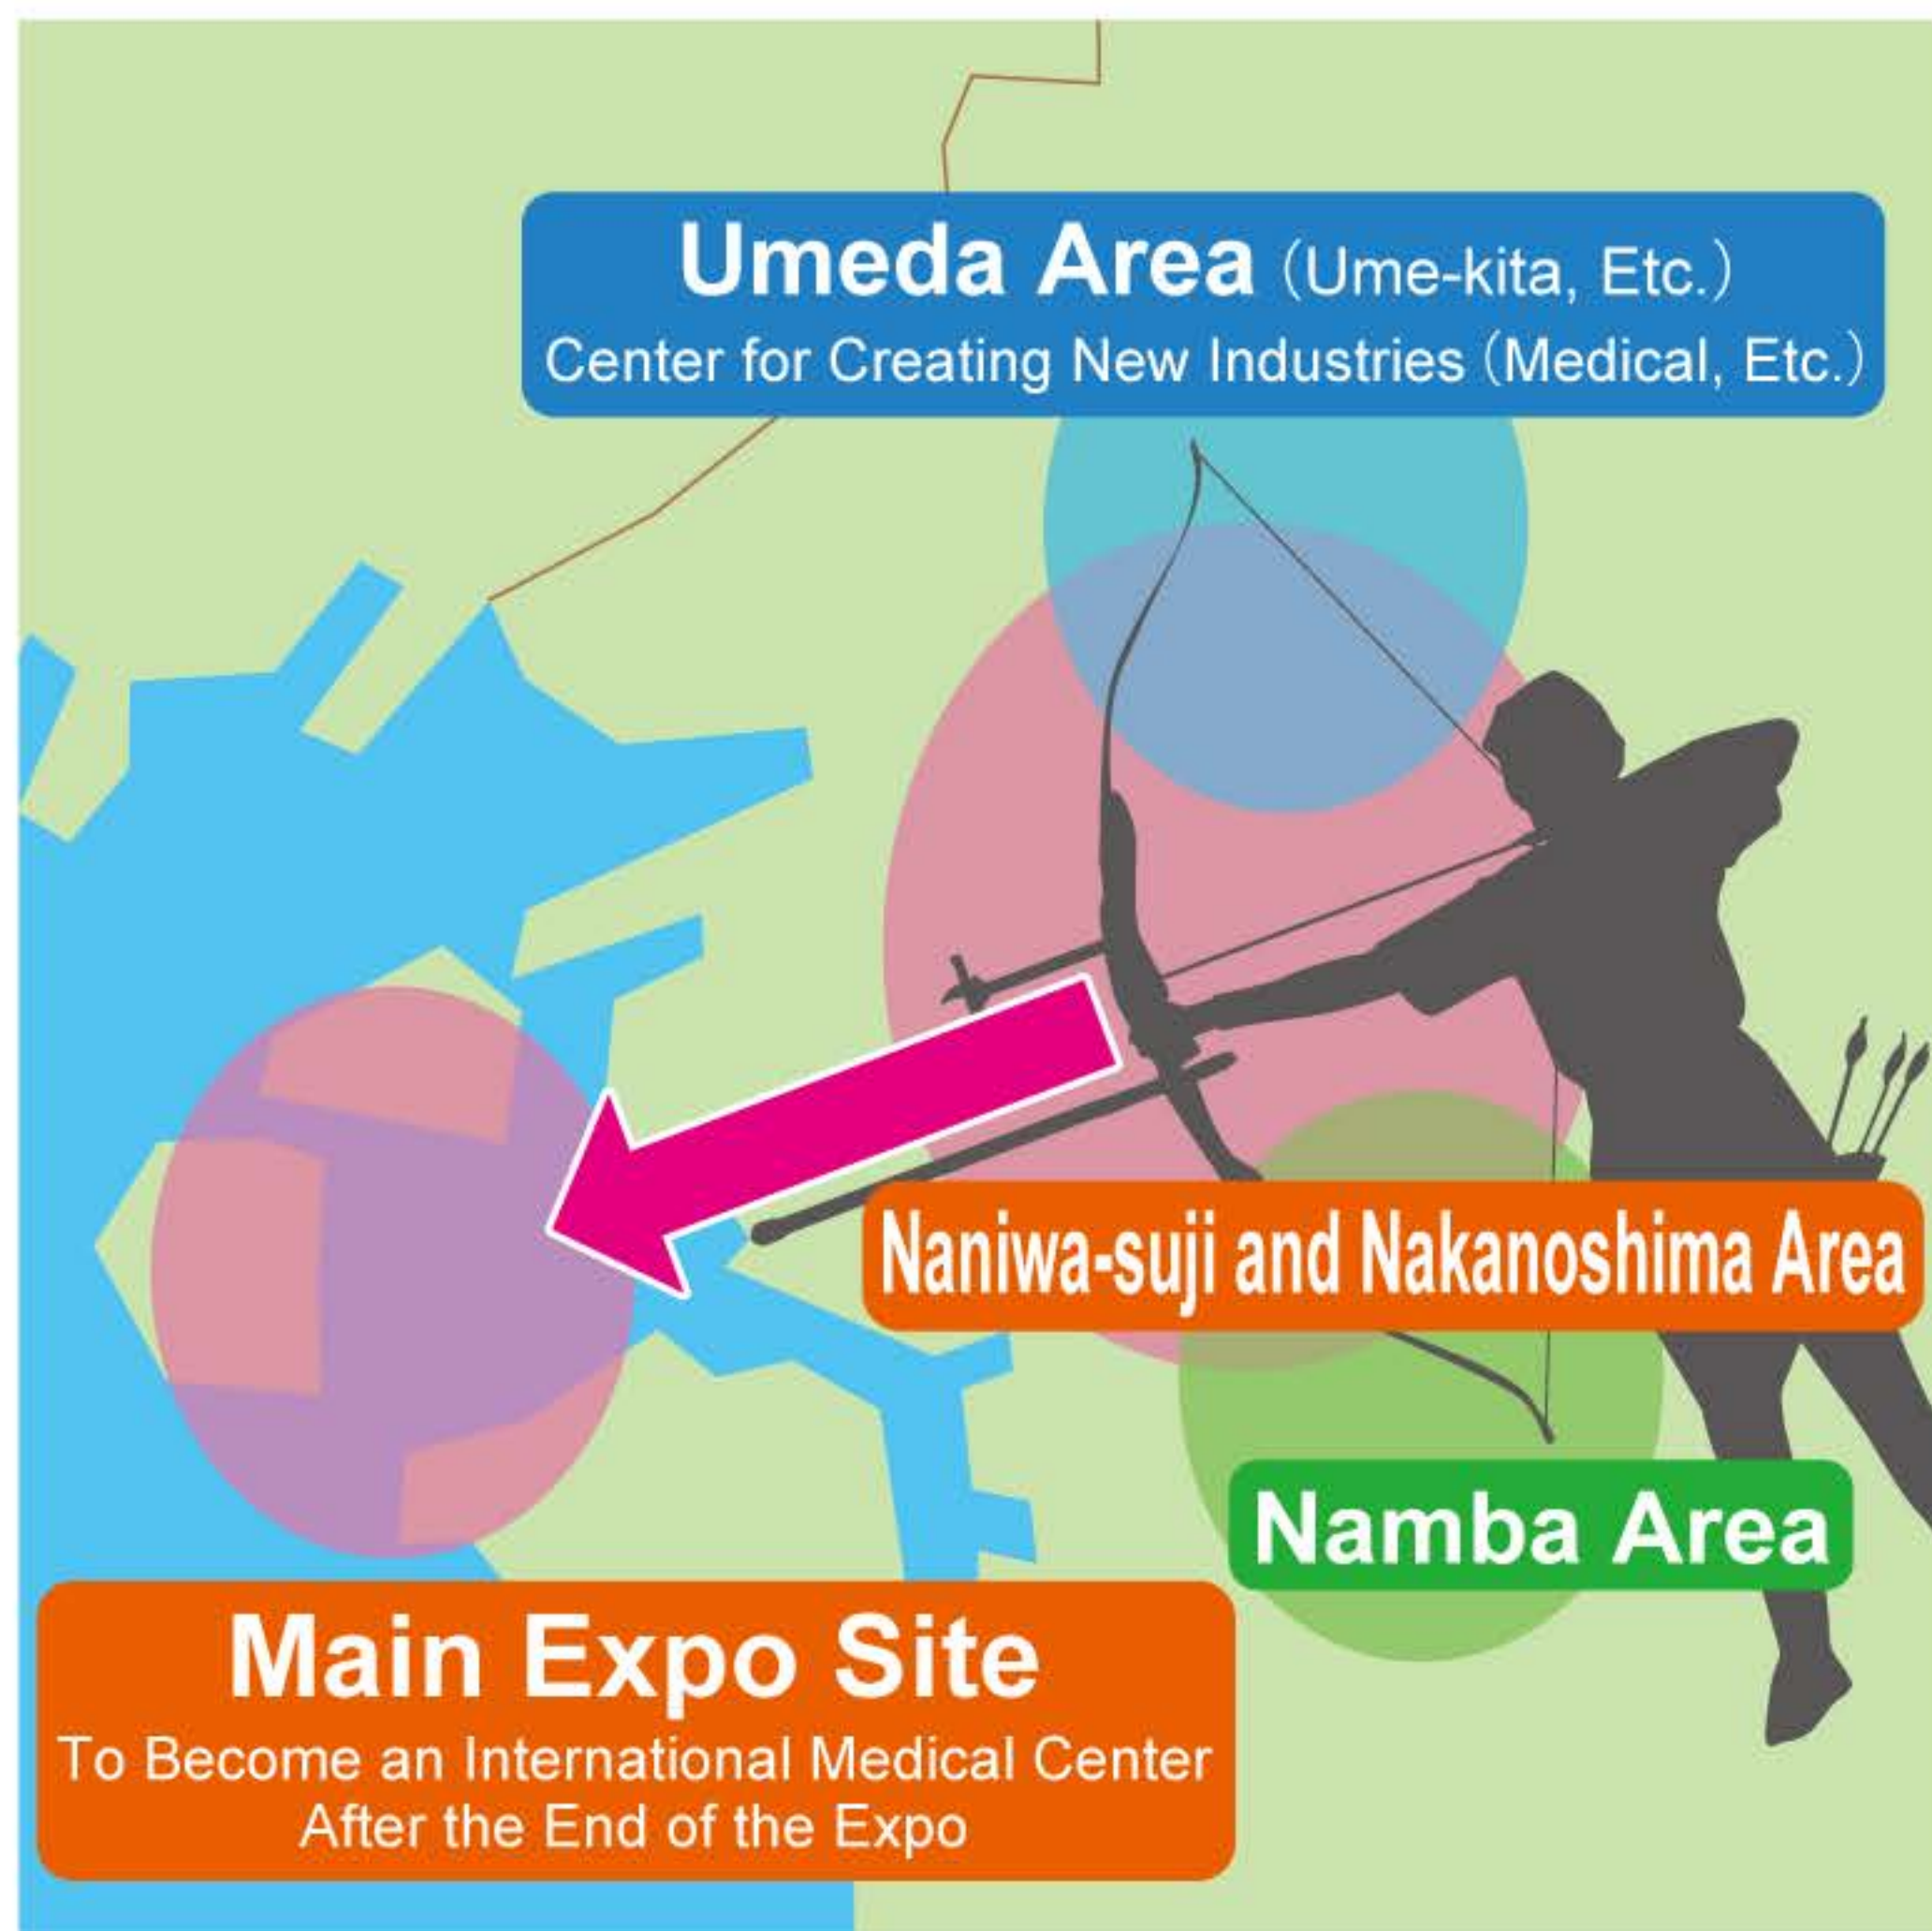 Umeda Area（Ume-kita, Etc.）
Center for Creating New Industries（Medical, Etc.）
Naniwa-suji and Nakanoshima Area
Namba Area
Main Expo Site
To Become an International Medical Center
After the End of the Expo